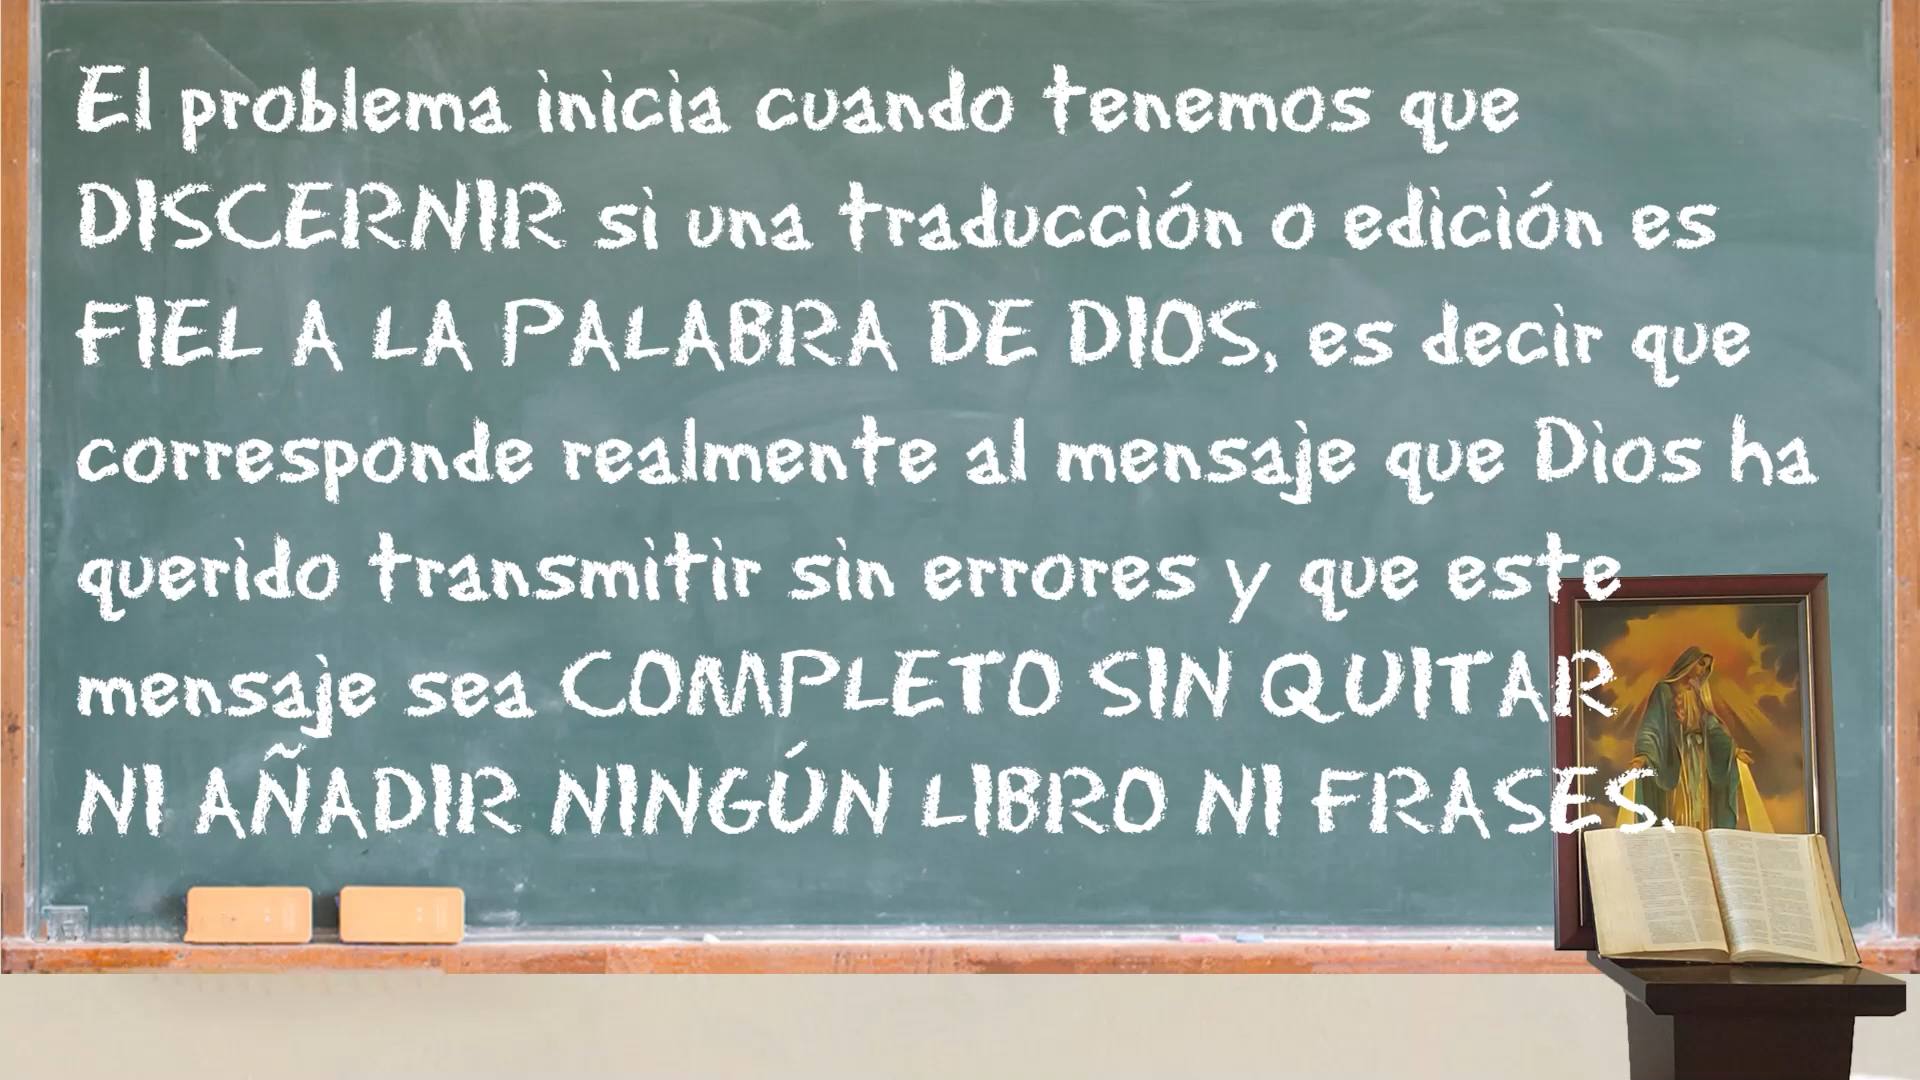 El problema inicia cuando tenemos que
DISCERNIR si una traducción o edición es
FIEL A LA PALABRA DE DIOS, es decir que
corresponde realmente al mensaje que Dios ha
querido transmitir sin errores y que este
mensaje sea COMPLETO SIN QUITAR
NI AÑADIR NINGÚN LIBRO NI FRASES.